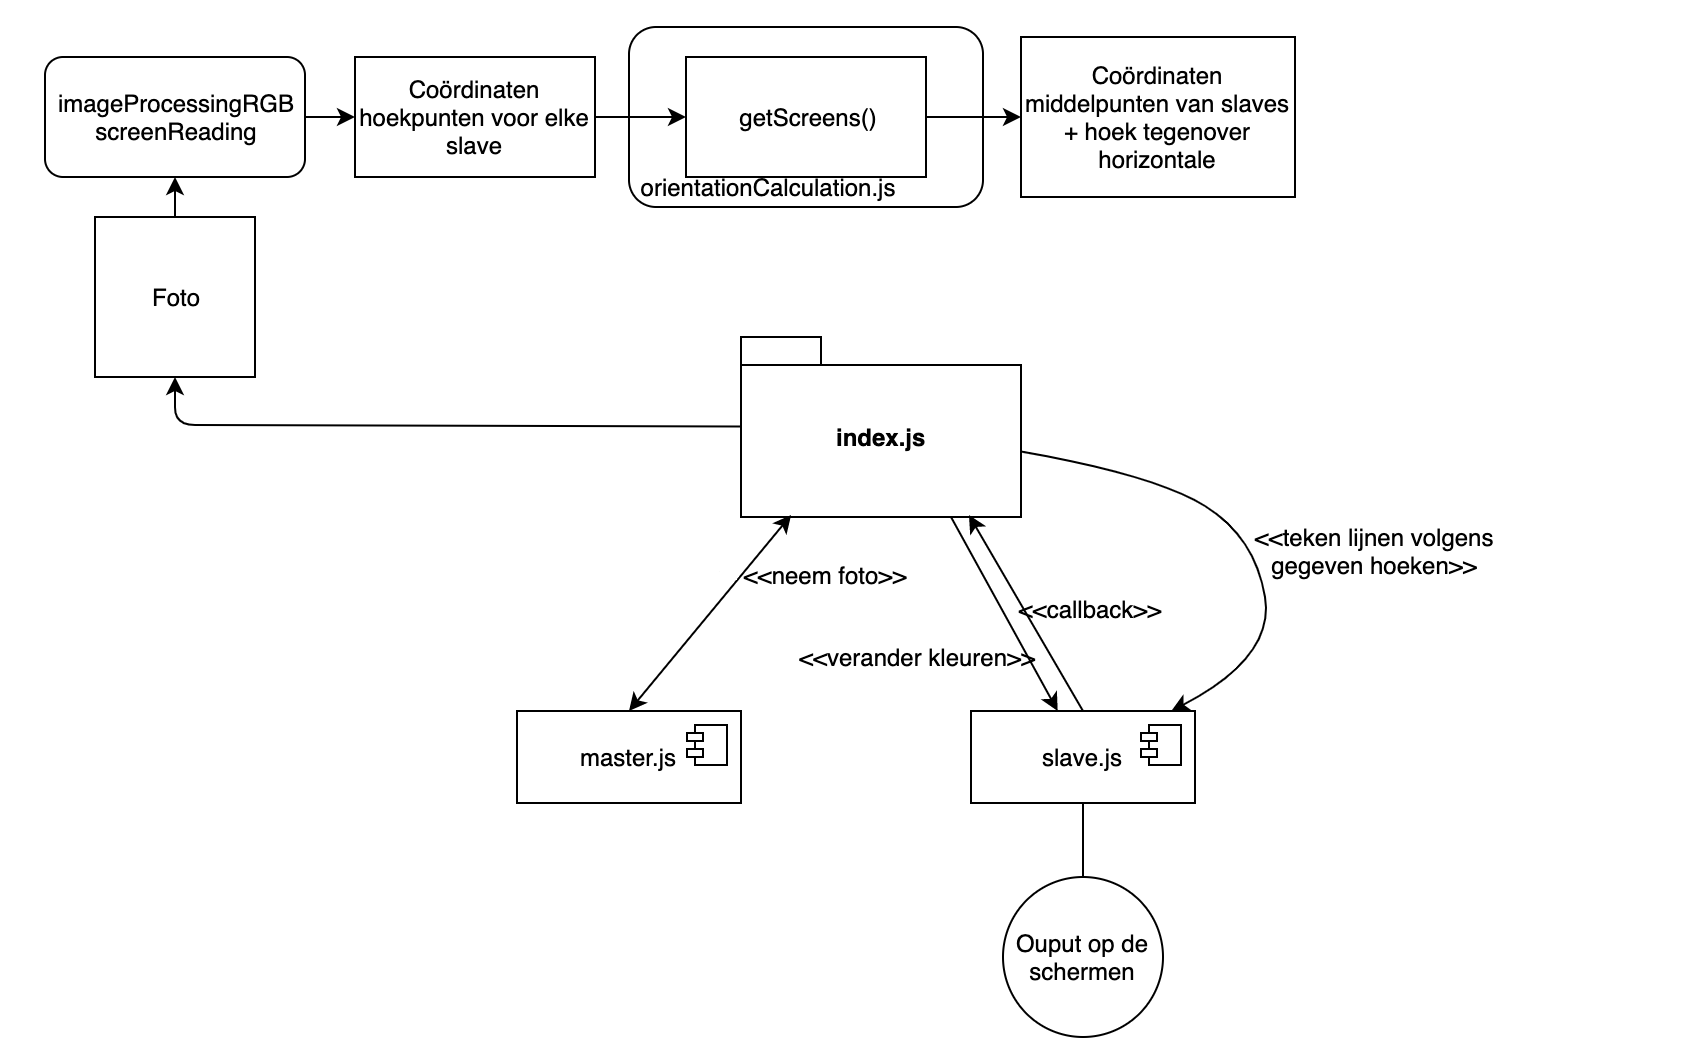 imageProcessingRGB
screenReading
Coördinaten
hoekpunten voor elke
slave
getScreens()
orientationCalculation.js
Coördinaten
middelpunten van slaves
+ hoek tegenover
horizontale
Foto
index.js
<<teken lijnen volgens
gegeven hoeken>>
<<neem foto>>
<<callback>>
<<verander kleuren>>
master.js
slave.js
Ouput op de
schermen